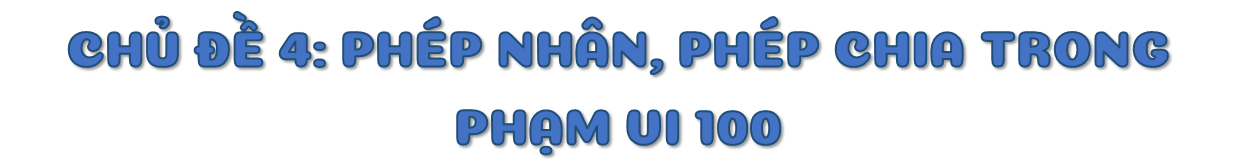 CHỦ ĐỀ 4: PHÉP NHÂN, PHÉP CHIA TRONG
PHẠM VI 100